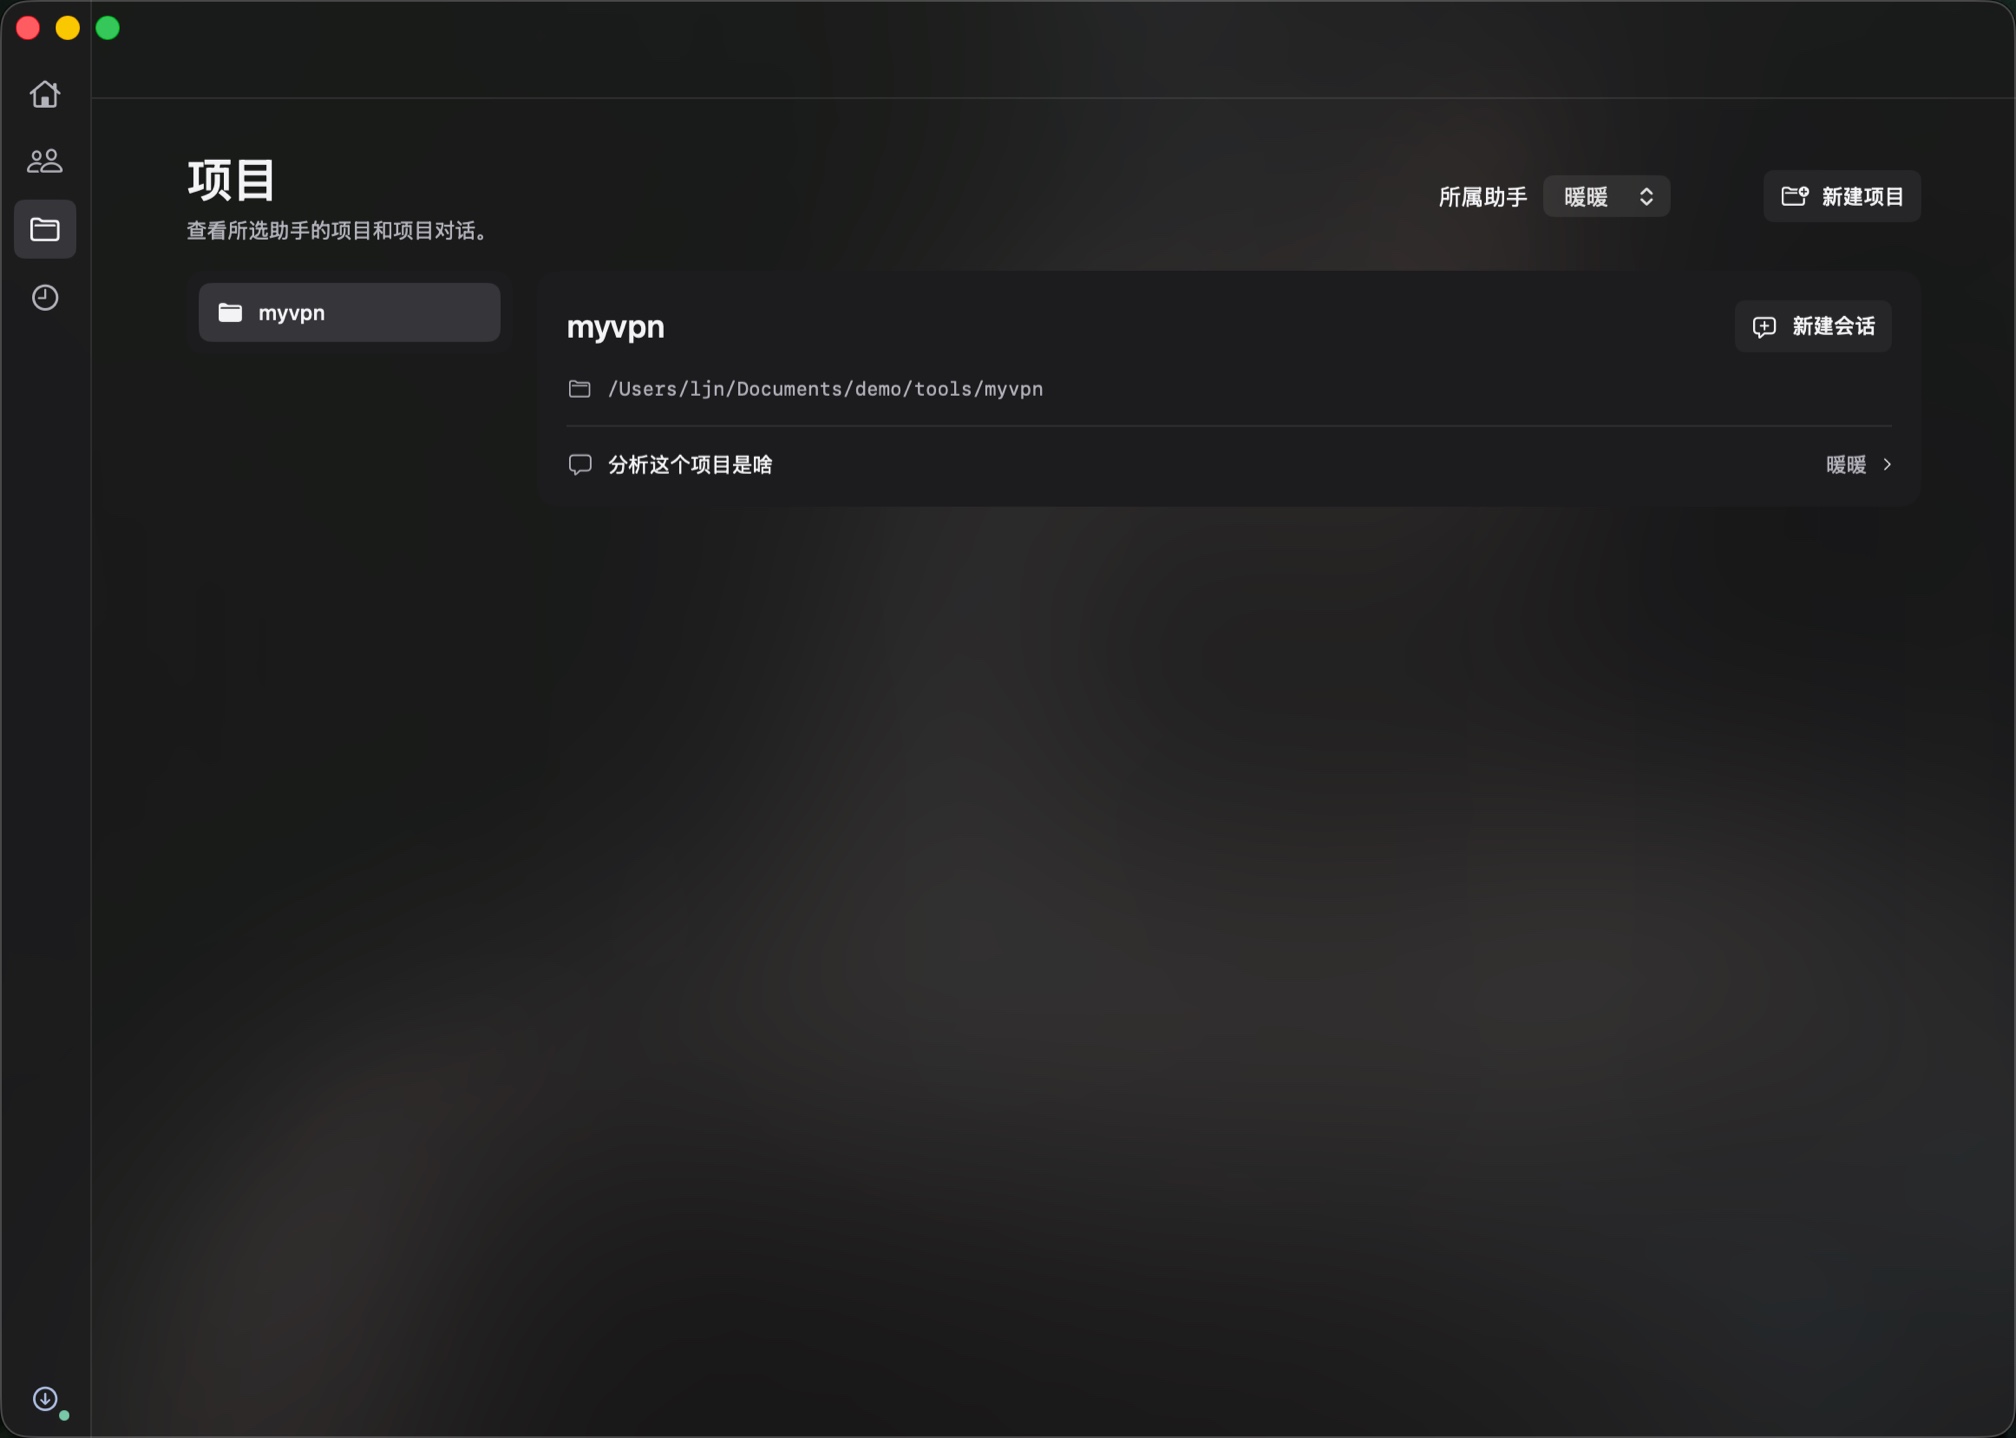 项目
查看所选助手的项目和项目对话。
所属助手 暖暖
新建项目
myvpn
myvpn
新建会话
/Users/ljn/Documents/demo/tools/myvpn
分析这个项目是啥
暖暖